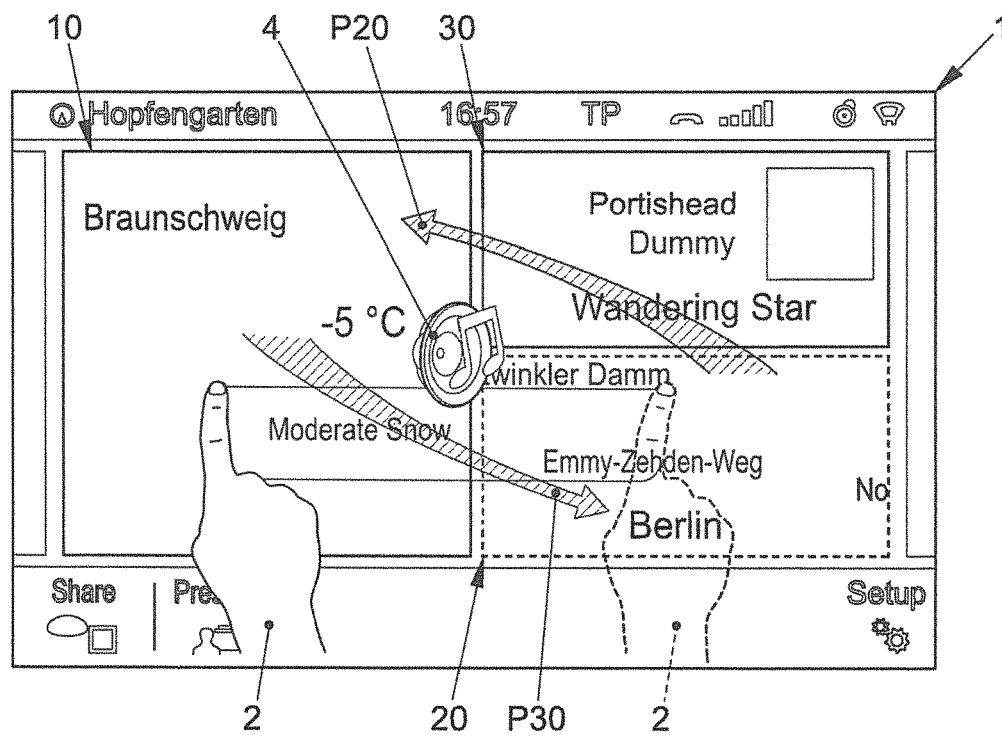 10 4 P20 30 1
Hopfengarten 16:57 TP
Braunschweig
Portishead
Dummy
-5 °C
Wandering Star
winkler Damm
Moderate Snow
Emmy-Zehden-Weg
No
Berlin
Share Pres Setup
2 20 P30 2